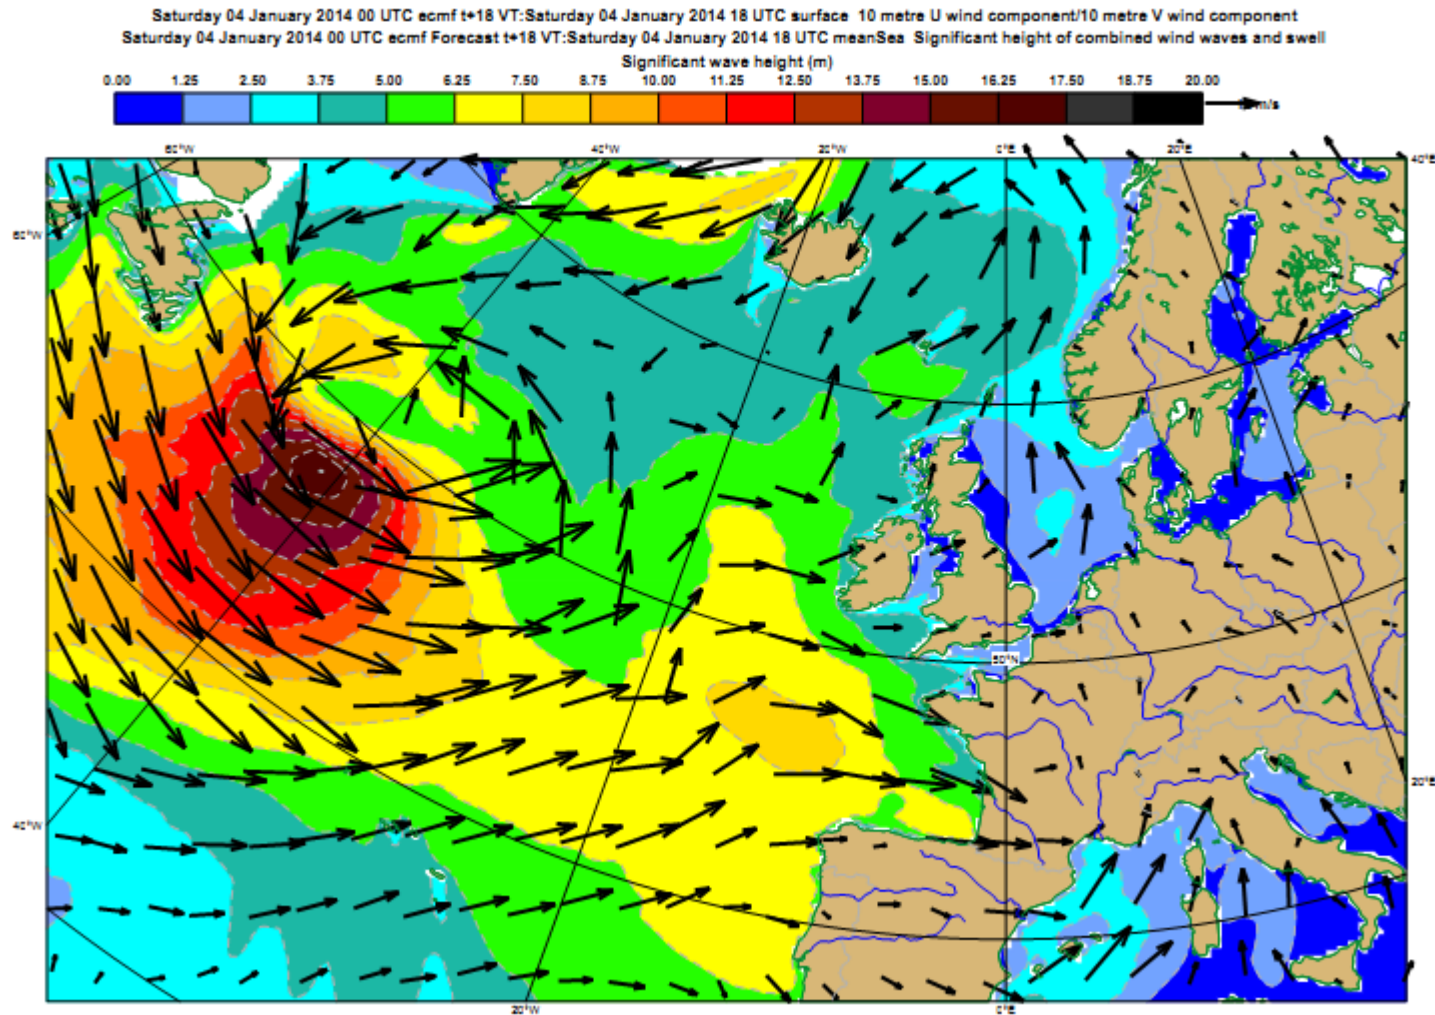 Saturday 04 January 2014 00 UTC ecmf t+18 VT:Saturday 04 January 2014 18 UTC surface 10 metre U wind component/10 metre V wind component
Saturday 04 January 2014 00 UTC ecmf Forecast t+18 VT:Saturday 04 January 2014 18 UTC meanSea Significant height of combined wind waves and swell
Significant wave height (m)
0.00 1.25 2.50 3.75 5.00 6.25 7.50 8.75 10.00 11.25 12.50 13.75 15.00 16.25 17.50 18.75 20.00
m/s
60°W 40°W 20°W 0°E 20°E 40°E
60°W
50°N
20°E
40°W
20°W 0°E